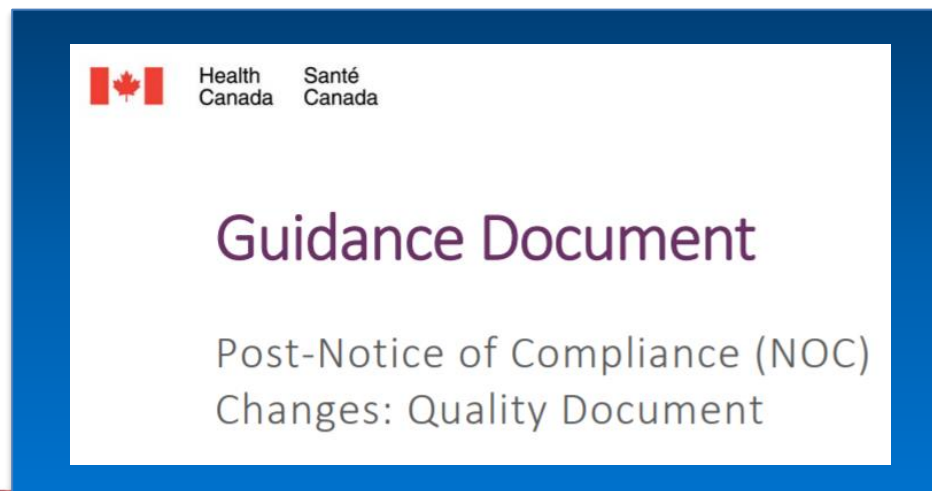 Health Santé
Canada Canada
Guidance Document
Post-Notice of Compliance (NOC)
Changes: Quality Document